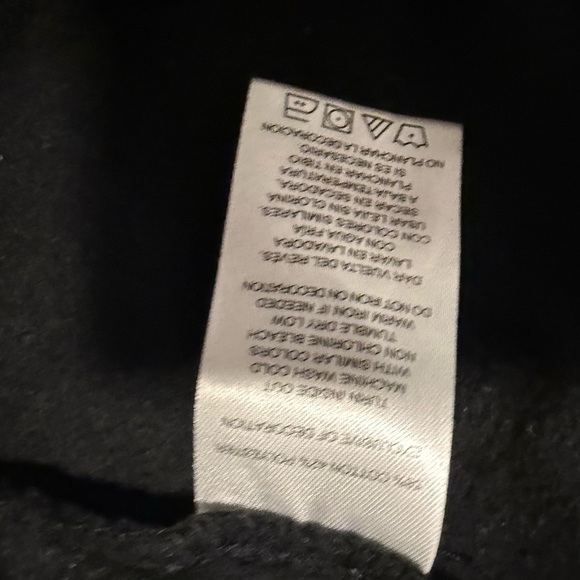 58% COTTON 42% POLYESTER
EXCLUSIVE OF DECORATION
TURN INSIDE OUT
MACHINE WASH COLD
WITH SIMILAR COLORS
NON CHLORINE BLEACH
TUMBLE DRY LOW
WARM IRON IF NEEDED
DO NOT IRON ON DECORATION
DAR VUELTA DEL REVES.
LAVAR EN LAVADORA
CON AGUA FRÍA
CON COLORES SIMILARES.
USAR LEJIA SIN CLORINA
SECAR EN SECADORA,
A BAJA TEMPERATURA
PLANCHAR EN TIBIO
SI ES NECESARIO
NO PLANCHAR LA DECORACION